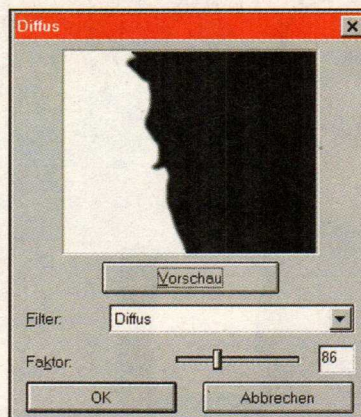 Diffus
Vorschau
Filter: Diffus
Faktor: 86
OK Abbrechen